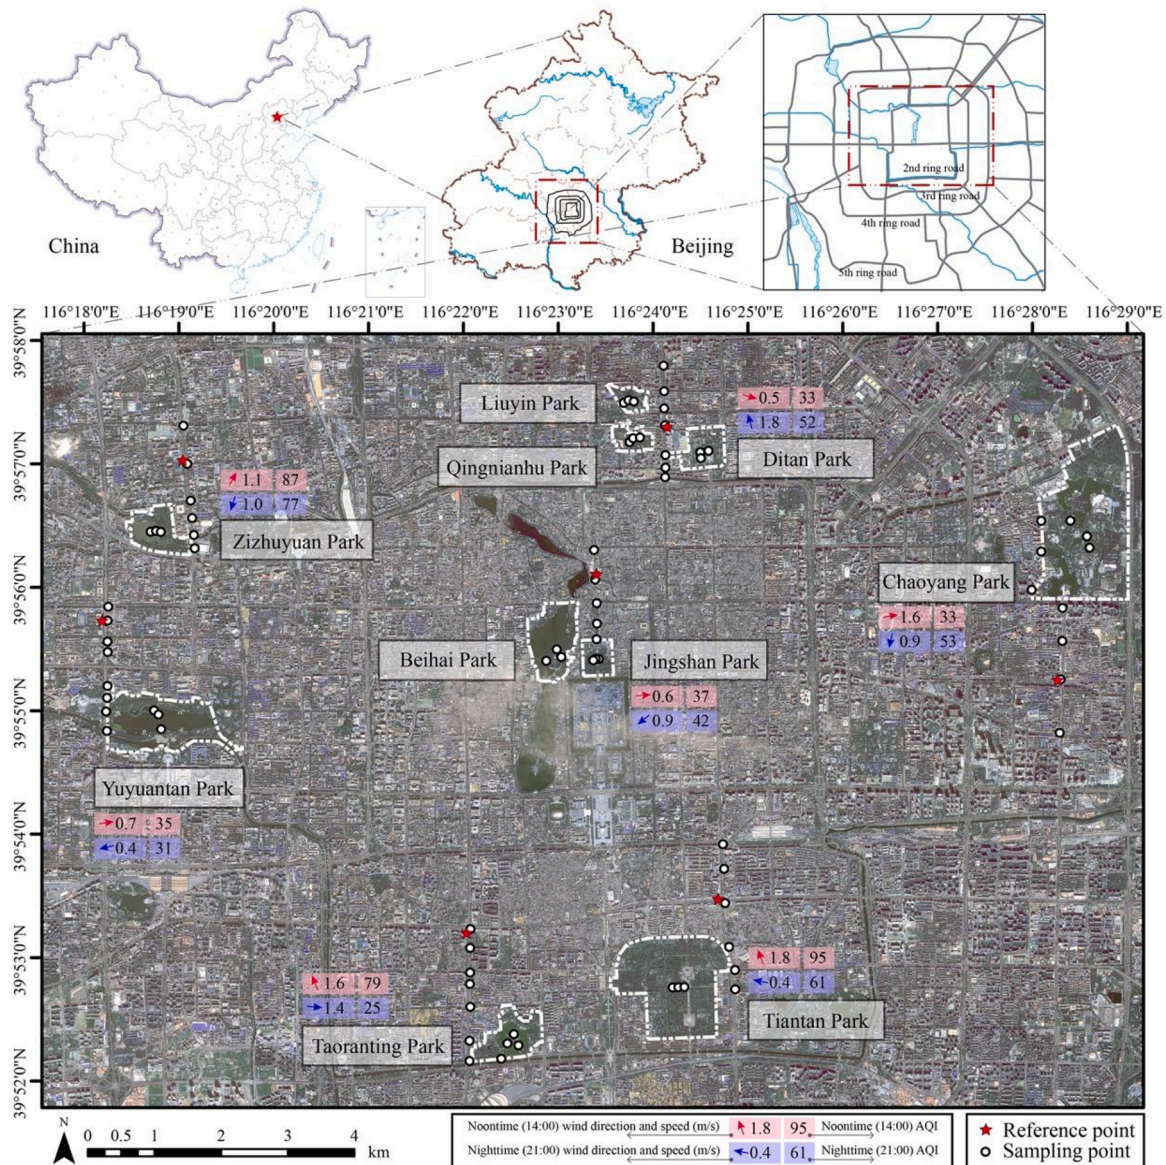 China
Beijing
2nd ring road
3rd ring road
4th ring road
5th ring road
116°18'0"E 116°19'0"E 116°20'0"E 116°21'0"E 116°22'0"E 116°23'0"E 116°24'0"E 116°25'0"E 116°26'0"E 116°27'0"E 116°28'0"E 116°29'0"E
39°58'0"N
39°57'0"N
39°56'0"N
39°55'0"N
39°54'0"N
39°53'0"N
39°52'0"N
Liuyin Park
0.5 33
1.8 52
Qingnianhu Park
Ditan Park
1.1 87
1.0 77
Zizhuyuan Park
Chaoyang Park
1.6 33
0.9 53
Beihai Park
Jingshan Park
0.6 37
0.9 42
Yuyuantan Park
0.7 35
0.4 31
1.6 79
1.4 25
Taoranting Park
1.8 95
0.4 61
Tiantan Park
N
0 0.5 1 2 3 4
km
Noontime (14:00) wind direction and speed (m/s) 1.8 95 Noontime (14:00) AQI
Nighttime (21:00) wind direction and speed (m/s) 0.4 61 Nighttime (21:00) AQI
Reference point
Sampling point